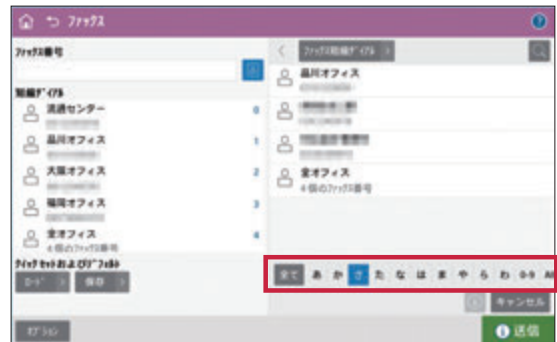 ファックス
ファックス番号
短縮ダイアル
流通センター 0
品川オフィス 1
大阪オフィス 2
福岡オフィス 3
全オフィス 4
4 個のファックス番号
クイックセットおよびデフォルト
ロード
保存
オプション
ファックス短縮ダイアル
品川オフィス
全オフィス
4 個のファックス番号
全て あ か さ た な は ま や ら わ 0-9
キャンセル
送信